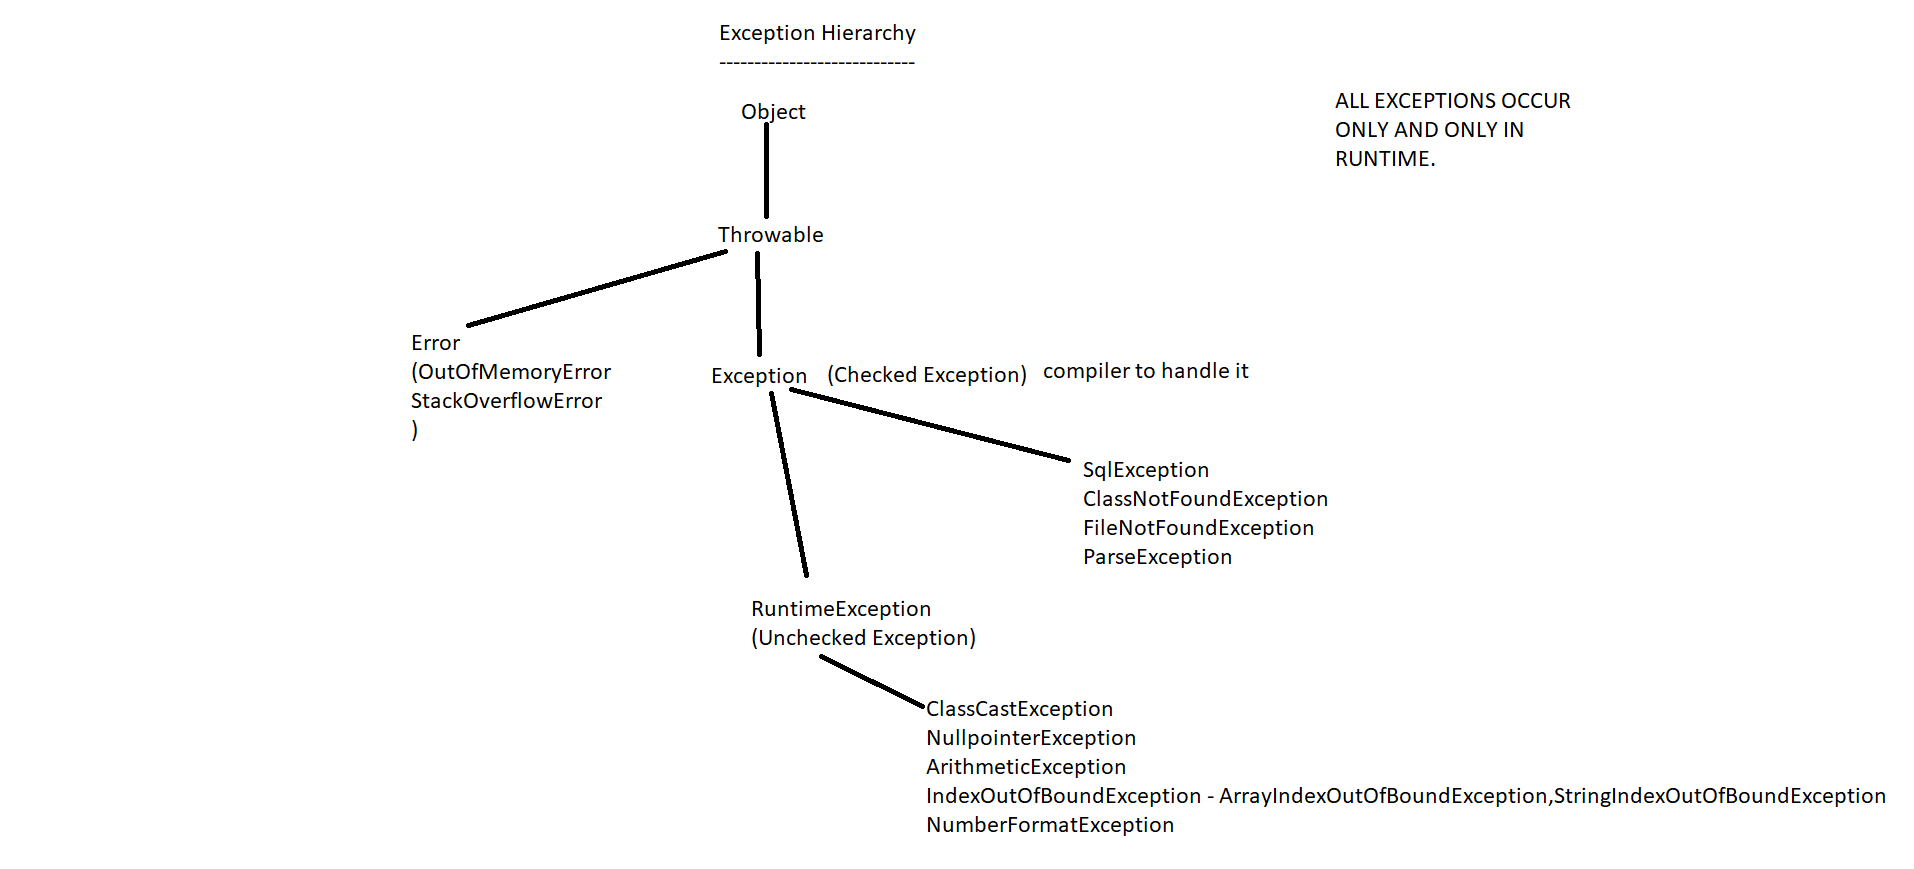 Exception Hierarchy
----------------------------
Object
ALL EXCEPTIONS OCCUR
ONLY AND ONLY IN
RUNTIME.
Throwable
Error
(OutOfMemoryError
StackOverflowError
)
Exception (Checked Exception) compiler to handle it
SqlException
ClassNotFoundException
FileNotFoundException
ParseException
RuntimeException
(Unchecked Exception)
ClassCastException
NullpointerException
ArithmeticException
IndexOutOfBoundException - ArrayIndexOutOfBoundException,StringIndexOutOfBoundException
NumberFormatException